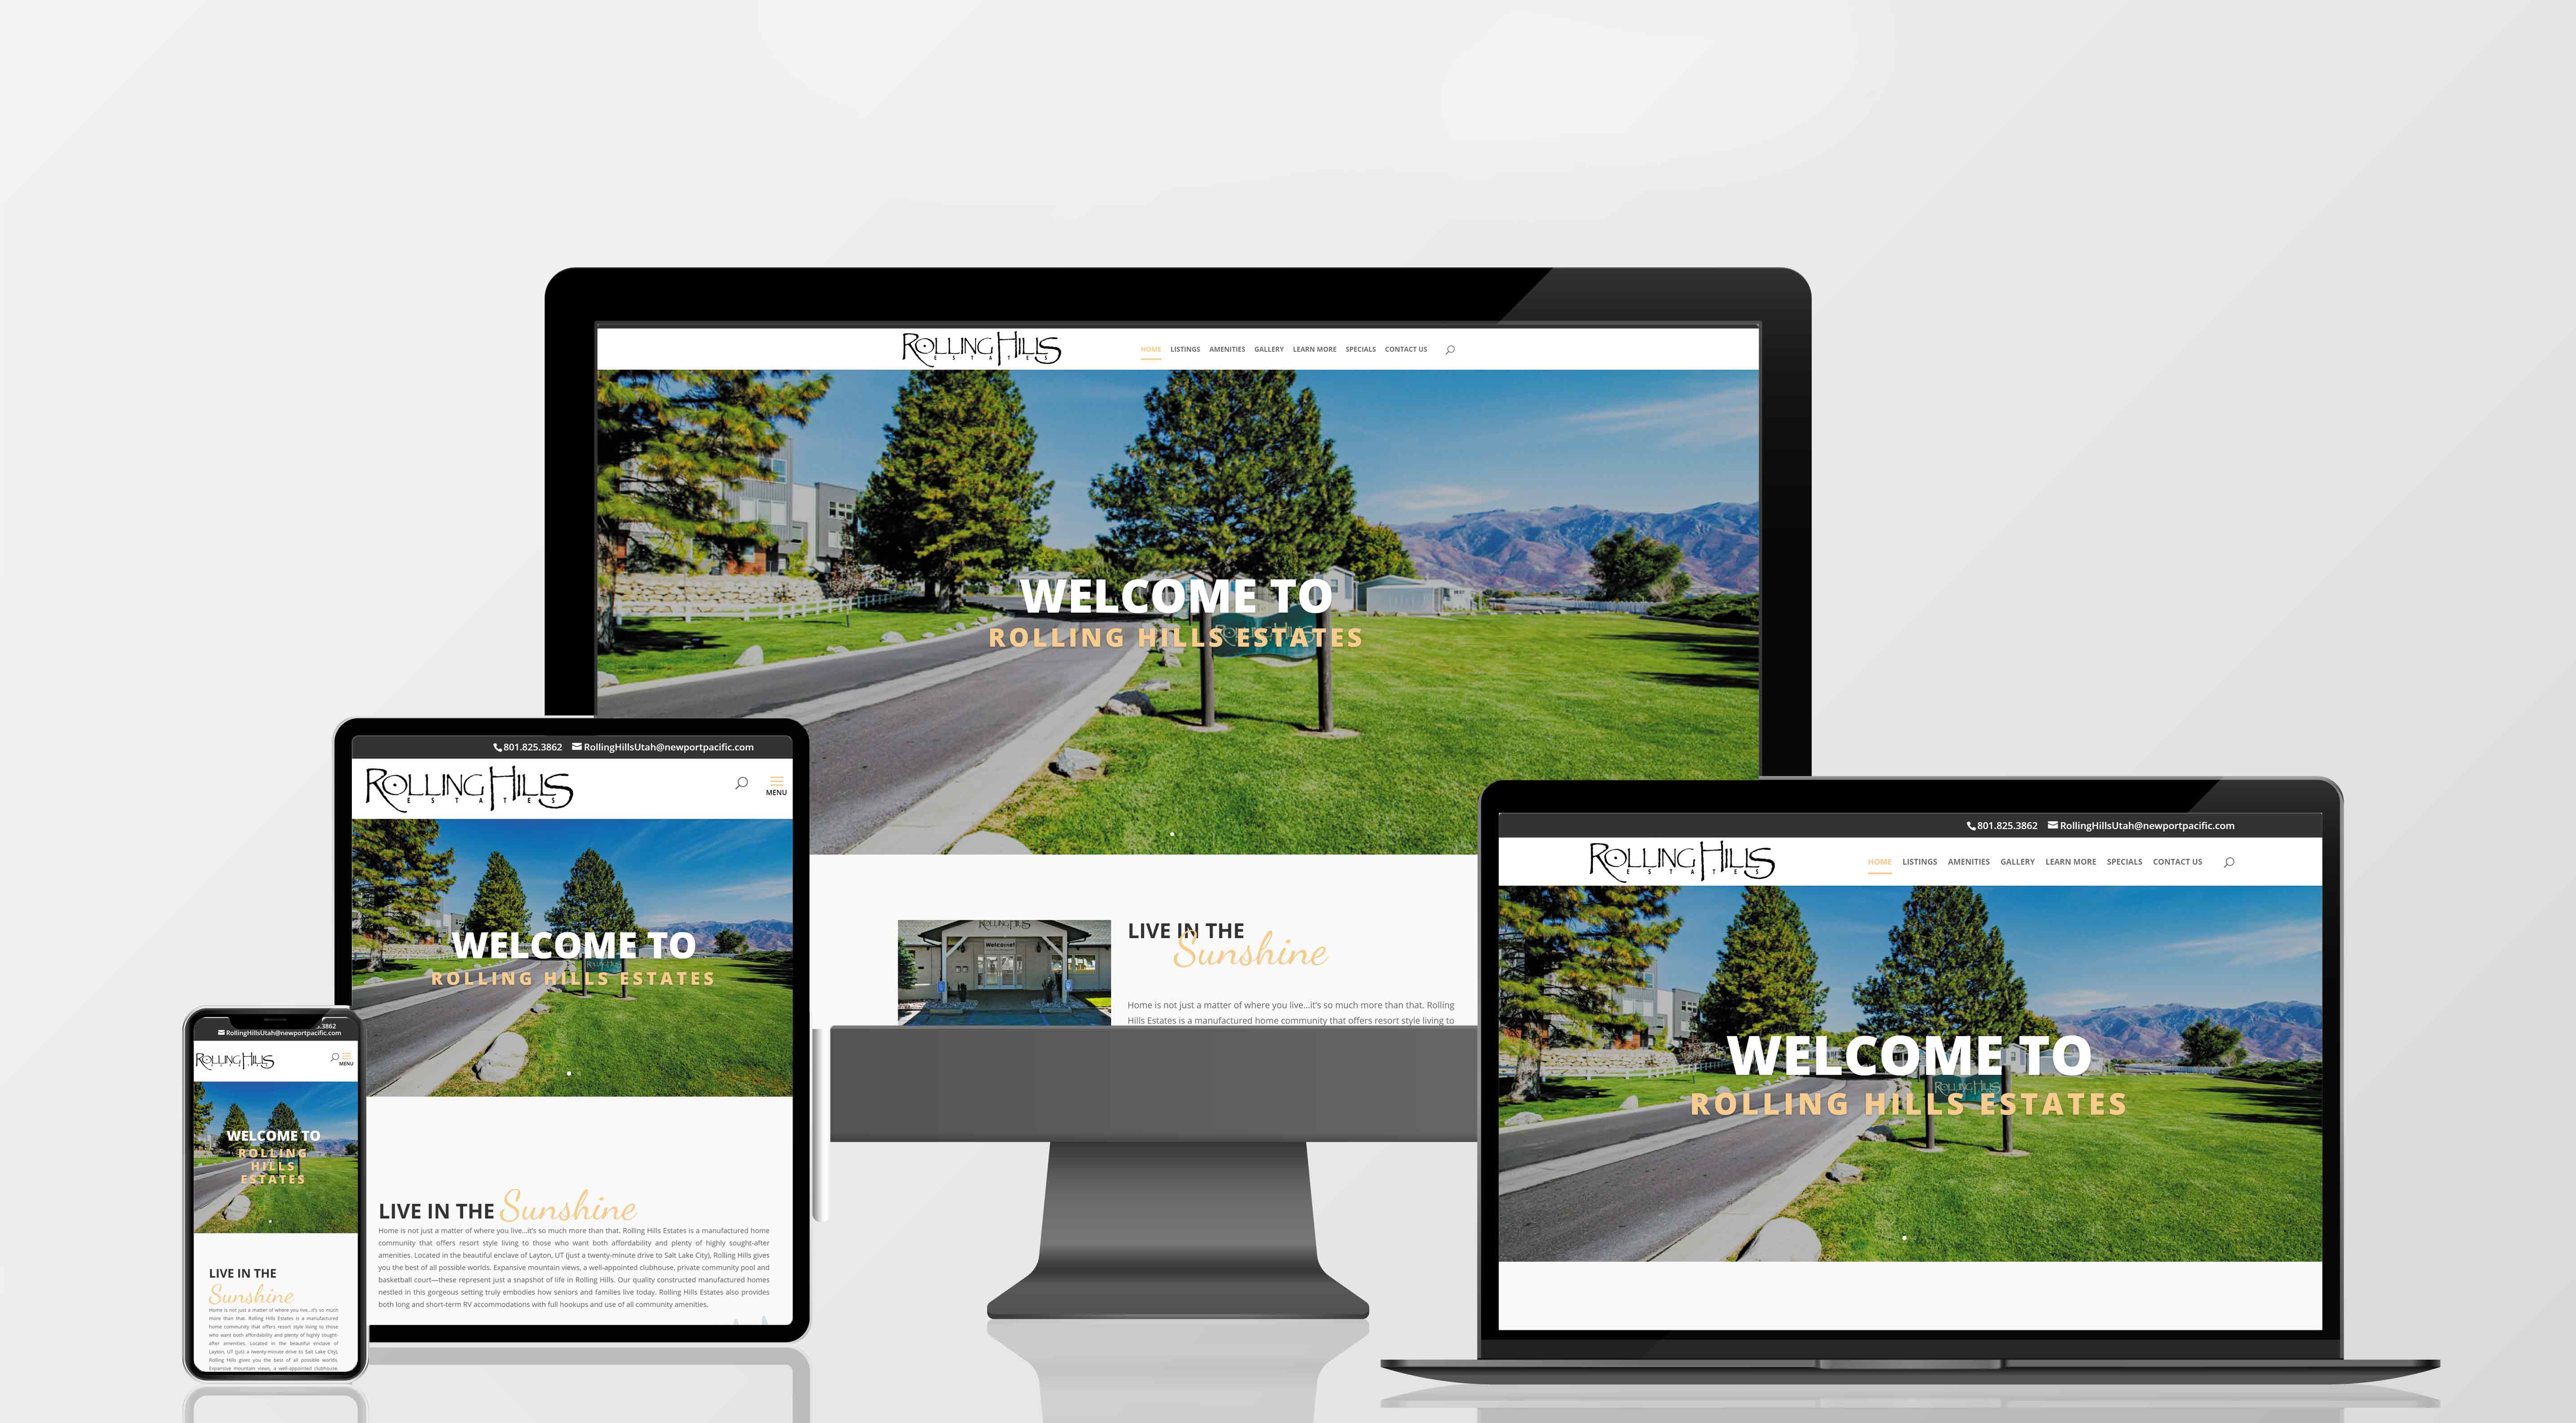 ROLLING HILLS
ESTATES
HOME LISTINGS AMENITIES GALLERY LEARN MORE SPECIALS CONTACT US
WELCOME TO
ROLLING HILLS ESTATES
ROLLING HILLS
ROLLING HILLS
Welcome!
LIVE IN THE
Sunshine
Home is not just a matter of where you live...it's so much more than that. Rolling
Hills Estates is a manufactured home community that offers resort style living to
801.825.3862 RollingHillsUtah@newportpacific.com
ROLLING HILLS
ESTATES
MENU
WELCOME TO
ROLLING HILLS ESTATES
LIVE IN THE Sunshine
Home is not just a matter of where you live...it's so much more than that. Rolling Hills Estates is a manufactured home
community that offers resort style living to those who want both affordability and plenty of highly sought-after
amenities. Located in the beautiful enclave of Layton, UT (just a twenty-minute drive to Salt Lake City), Rolling Hills gives
you the best of all possible worlds. Expansive mountain views, a well-appointed clubhouse, private community pool and
basketball court—these represent just a snapshot of life in Rolling Hills. Our quality constructed manufactured homes
nestled in this gorgeous setting truly embodies how seniors and families live today. Rolling Hills Estates also provides
both long and short-term RV accommodations with full hookups and use of all community amenities.
.3862
RollingHillsUtah@newportpacific.com
ROLLING HILLS
MENU
WELCOME TO
ROLLING
HILLS
ESTATES
LIVE IN THE
Sunshine
Home is not just a matter of where you live...it's so much
more than that. Rolling Hills Estates is a manufactured
home community that offers resort style living to those
who want both affordability and plenty of highly sought-
after amenities. Located in the beautiful enclave of
Layton, UT (just a twenty-minute drive to Salt Lake City),
Rolling Hills gives you the best of all possible worlds.
Expansive mountain views, a well-appointed clubhouse,
801.825.3862 RollingHillsUtah@newportpacific.com
ROLLING HILLS
ESTATES
HOME LISTINGS AMENITIES GALLERY LEARN MORE SPECIALS CONTACT US
WELCOME TO
ROLLING HILLS
ROLLING HILLS ESTATES